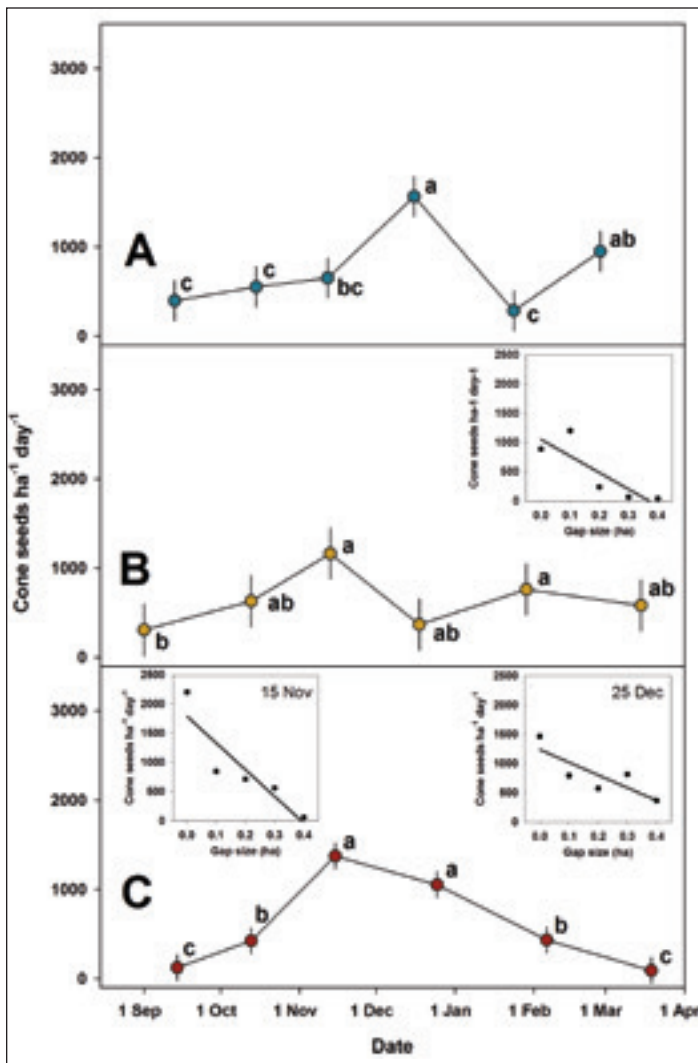 Cone seeds ha-1 day-1
3000
2000
1000
0
A
c
c
bc
a
c
ab
3000
2000
1000
0
B
b
ab
a
ab
a
ab
Cone seeds ha-1 day-1
2500
2000
1500
1000
500
0
0.0 0.1 0.2 0.3 0.4
Gap size (ha)
3000
2000
1000
0
C
c
b
a
a
b
c
15 Nov
Cone seeds ha-1 day-1
2500
2000
1500
1000
500
0
0.0 0.1 0.2 0.3 0.4
Gap size (ha)
25 Dec
Cone seeds ha-1 day-1
2500
2000
1500
1000
500
0
0.0 0.1 0.2 0.3 0.4
Gap size (ha)
1 Sep 1 Oct 1 Nov 1 Dec 1 Jan 1 Feb 1 Mar 1 Apr
Date